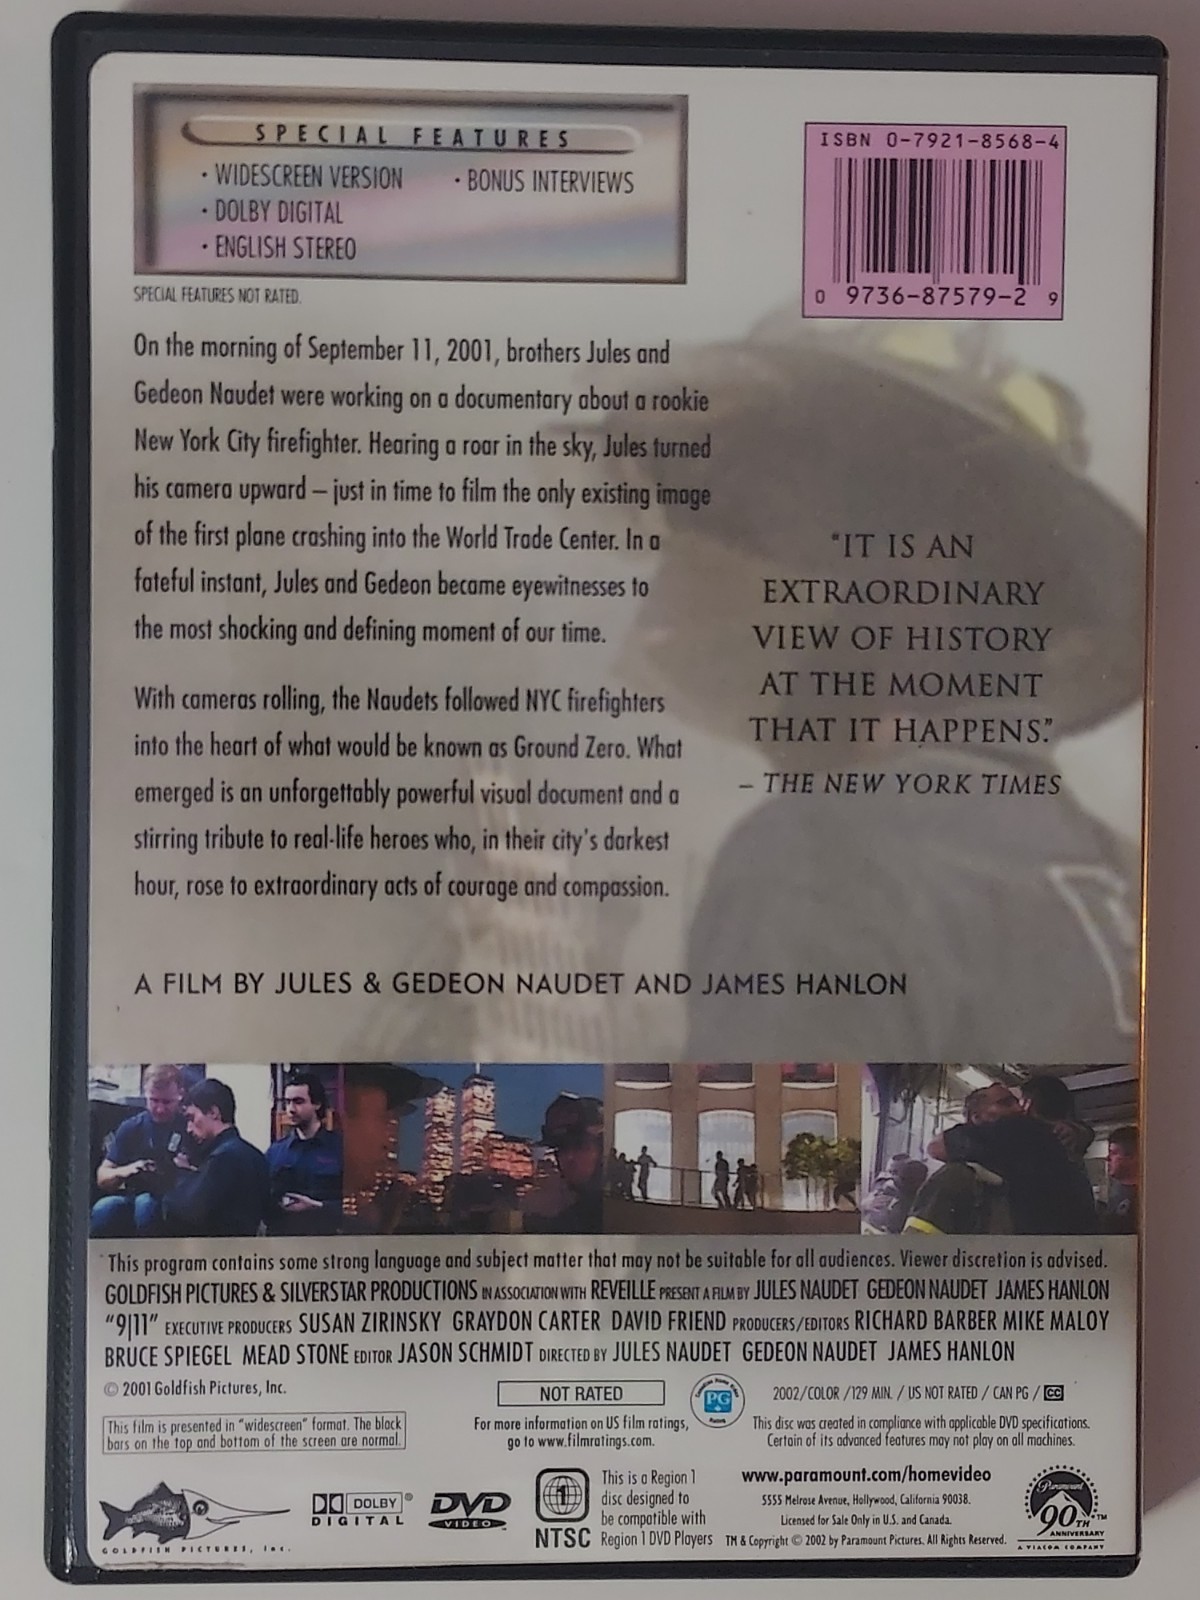 SPECIAL FEATURES
• WIDESCREEN VERSION • BONUS INTERVIEWS
• DOLBY DIGITAL
• ENGLISH STEREO
SPECIAL FEATURES NOT RATED.
ISBN 0-7921-8568-4
0 9736-87579-2 9
On the morning of September 11, 2001, brothers Jules and
Gedeon Naudet were working on a documentary about a rookie
New York City firefighter. Hearing a roar in the sky, Jules turned
his camera upward – just in time to film the only existing image
of the first plane crashing into the World Trade Center. In a
fateful instant, Jules and Gedeon became eyewitnesses to
the most shocking and defining moment of our time.
With cameras rolling, the Naudets followed NYC firefighters
into the heart of what would be known as Ground Zero. What
emerged is an unforgettably powerful visual document and a
stirring tribute to real-life heroes who, in their city's darkest
hour, rose to extraordinary acts of courage and compassion.
"IT IS AN
EXTRAORDINARY
VIEW OF HISTORY
AT THE MOMENT
THAT IT HAPPENS."
– THE NEW YORK TIMES
A FILM BY JULES & GEDEON NAUDET AND JAMES HANLON
This program contains some strong language and subject matter that may not be suitable for all audiences. Viewer discretion is advised.
GOLDFISH PICTURES & SILVERSTAR PRODUCTIONS IN ASSOCIATION WITH REVEILLE PRESENT A FILM BY JULES NAUDET GEDEON NAUDET JAMES HANLON
"9|11" EXECUTIVE PRODUCERS SUSAN ZIRINSKY GRAYDON CARTER DAVID FRIEND PRODUCERS/EDITORS RICHARD BARBER MIKE MALOY
BRUCE SPIEGEL MEAD STONE EDITOR JASON SCHMIDT DIRECTED BY JULES NAUDET GEDEON NAUDET JAMES HANLON
© 2001 Goldfish Pictures, Inc.
This film is presented in "widescreen" format. The black
bars on the top and bottom of the screen are normal.
NOT RATED
For more information on US film ratings,
go to www.filmratings.com.
Canadian Home Video
PG
Ratings
2002/COLOR /129 MIN. / US NOT RATED / CAN PG / CC
This disc was created in compliance with applicable DVD specifications.
Certain of its advanced features may not play on all machines.
GOLDFISH PICTURES, Inc.
DOLBY®
DIGITAL
DVD
VIDEO
1
NTSC
This is a Region 1
disc designed to
be compatible with
Region 1 DVD Players
www.paramount.com/homevideo
5555 Melrose Avenue, Hollywood, California 90038.
Licensed for Sale Only in U.S. and Canada.
TM & Copyright © 2002 by Paramount Pictures. All Rights Reserved.
Paramount
90TH™
ANNIVERSARY
A VIACOM COMPANY